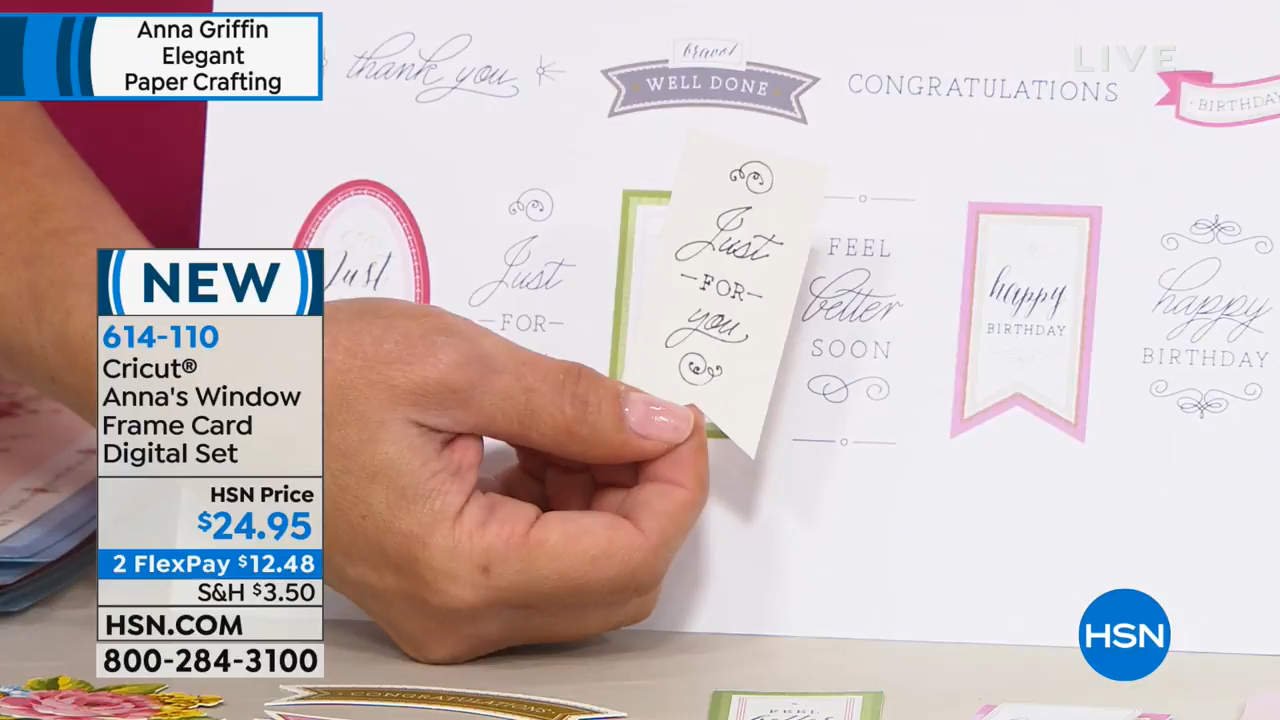 Anna Griffin
Elegant
Paper Crafting
LIVE
thank you
bravo!
WELL DONE
CONGRATULATIONS
BIRTHDAY
Just
Just
FOR
Just
—FOR—
you
FEEL
better
SOON
happy
BIRTHDAY
happy
BIRTHDAY
NEW
614-110
Cricut®
Anna's Window
Frame Card
Digital Set
HSN Price
$24.95
2 FlexPay $12.48
S&H $3.50
HSN.COM
800-284-3100
HSN
CONGRATULATIONS
FEEL